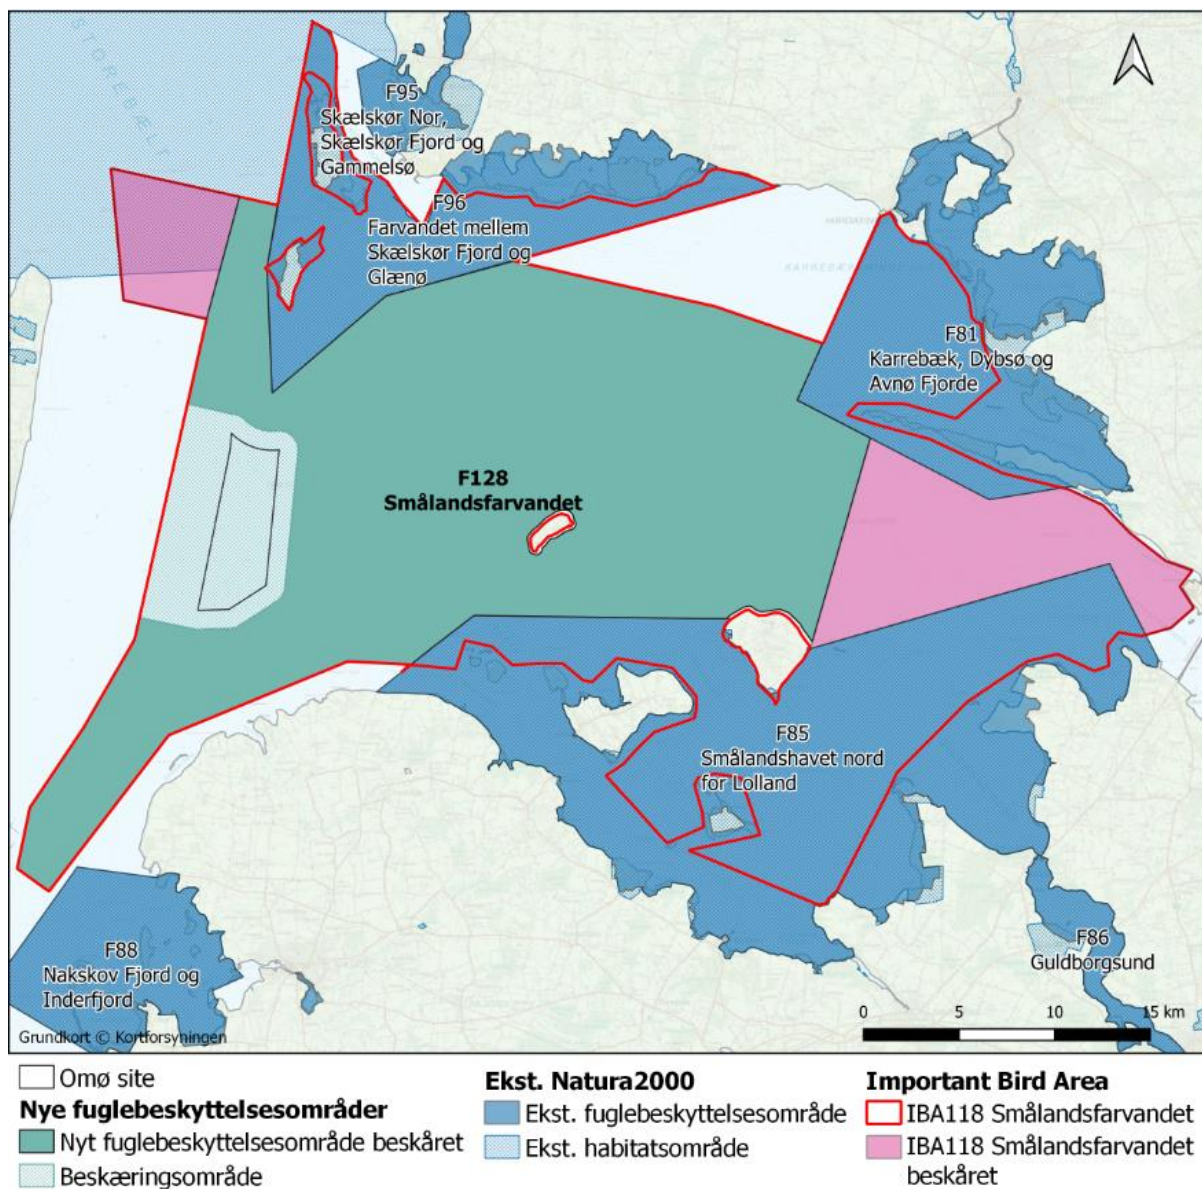 STOREBÆLT
F95
Skælskør Nor,
Skælskør Fjord og
Gammelsø
F96
Farvandet mellem
Skælskør Fjord og
Glænø
F81
Karrebæk, Dybsø og
Avnø Fjorde
F128
Smålandsfarvandet
F85
Smålandshavet nord
for Lolland
F88
Nakskov Fjord og
Inderfjord
F86
Guldborgsund
0 5 10 15 km
Grundkort © Kortforsyningen
Omø site
Nye fuglebeskyttelsesområder
Nyt fuglebeskyttelsesområde beskåret
Beskæringsområde
Ekst. Natura2000
Ekst. fuglebeskyttelsesområde
Ekst. habitatsområde
Important Bird Area
IBA118 Smålandsfarvandet
IBA118 Smålandsfarvandet
beskåret